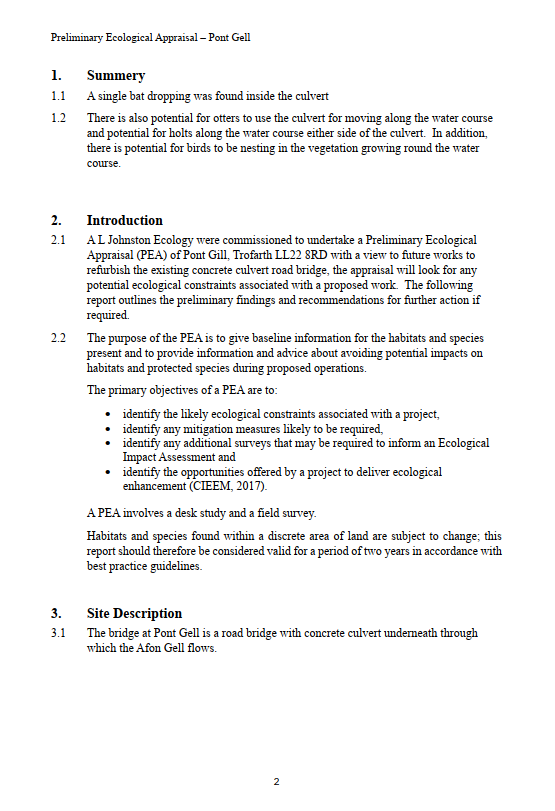 Preliminary Ecological Appraisal – Pont Gell
1. Summery
1.1 A single bat dropping was found inside the culvert
1.2 There is also potential for otters to use the culvert for moving along the water course
and potential for holts along the water course either side of the culvert. In addition,
there is potential for birds to be nesting in the vegetation growing round the water
course.
2. Introduction
2.1 A L Johnston Ecology were commissioned to undertake a Preliminary Ecological
Appraisal (PEA) of Pont Gill, Trofarth LL22 8RD with a view to future works to
refurbish the existing concrete culvert road bridge, the appraisal will look for any
potential ecological constraints associated with a proposed work. The following
report outlines the preliminary findings and recommendations for further action if
required.
2.2 The purpose of the PEA is to give baseline information for the habitats and species
present and to provide information and advice about avoiding potential impacts on
habitats and protected species during proposed operations.
The primary objectives of a PEA are to:
• identify the likely ecological constraints associated with a project,
• identify any mitigation measures likely to be required,
• identify any additional surveys that may be required to inform an Ecological
Impact Assessment and
• identify the opportunities offered by a project to deliver ecological
enhancement (CIEEM, 2017).
A PEA involves a desk study and a field survey.
Habitats and species found within a discrete area of land are subject to change; this
report should therefore be considered valid for a period of two years in accordance with
best practice guidelines.
3. Site Description
3.1 The bridge at Pont Gell is a road bridge with concrete culvert underneath through
which the Afon Gell flows.
2